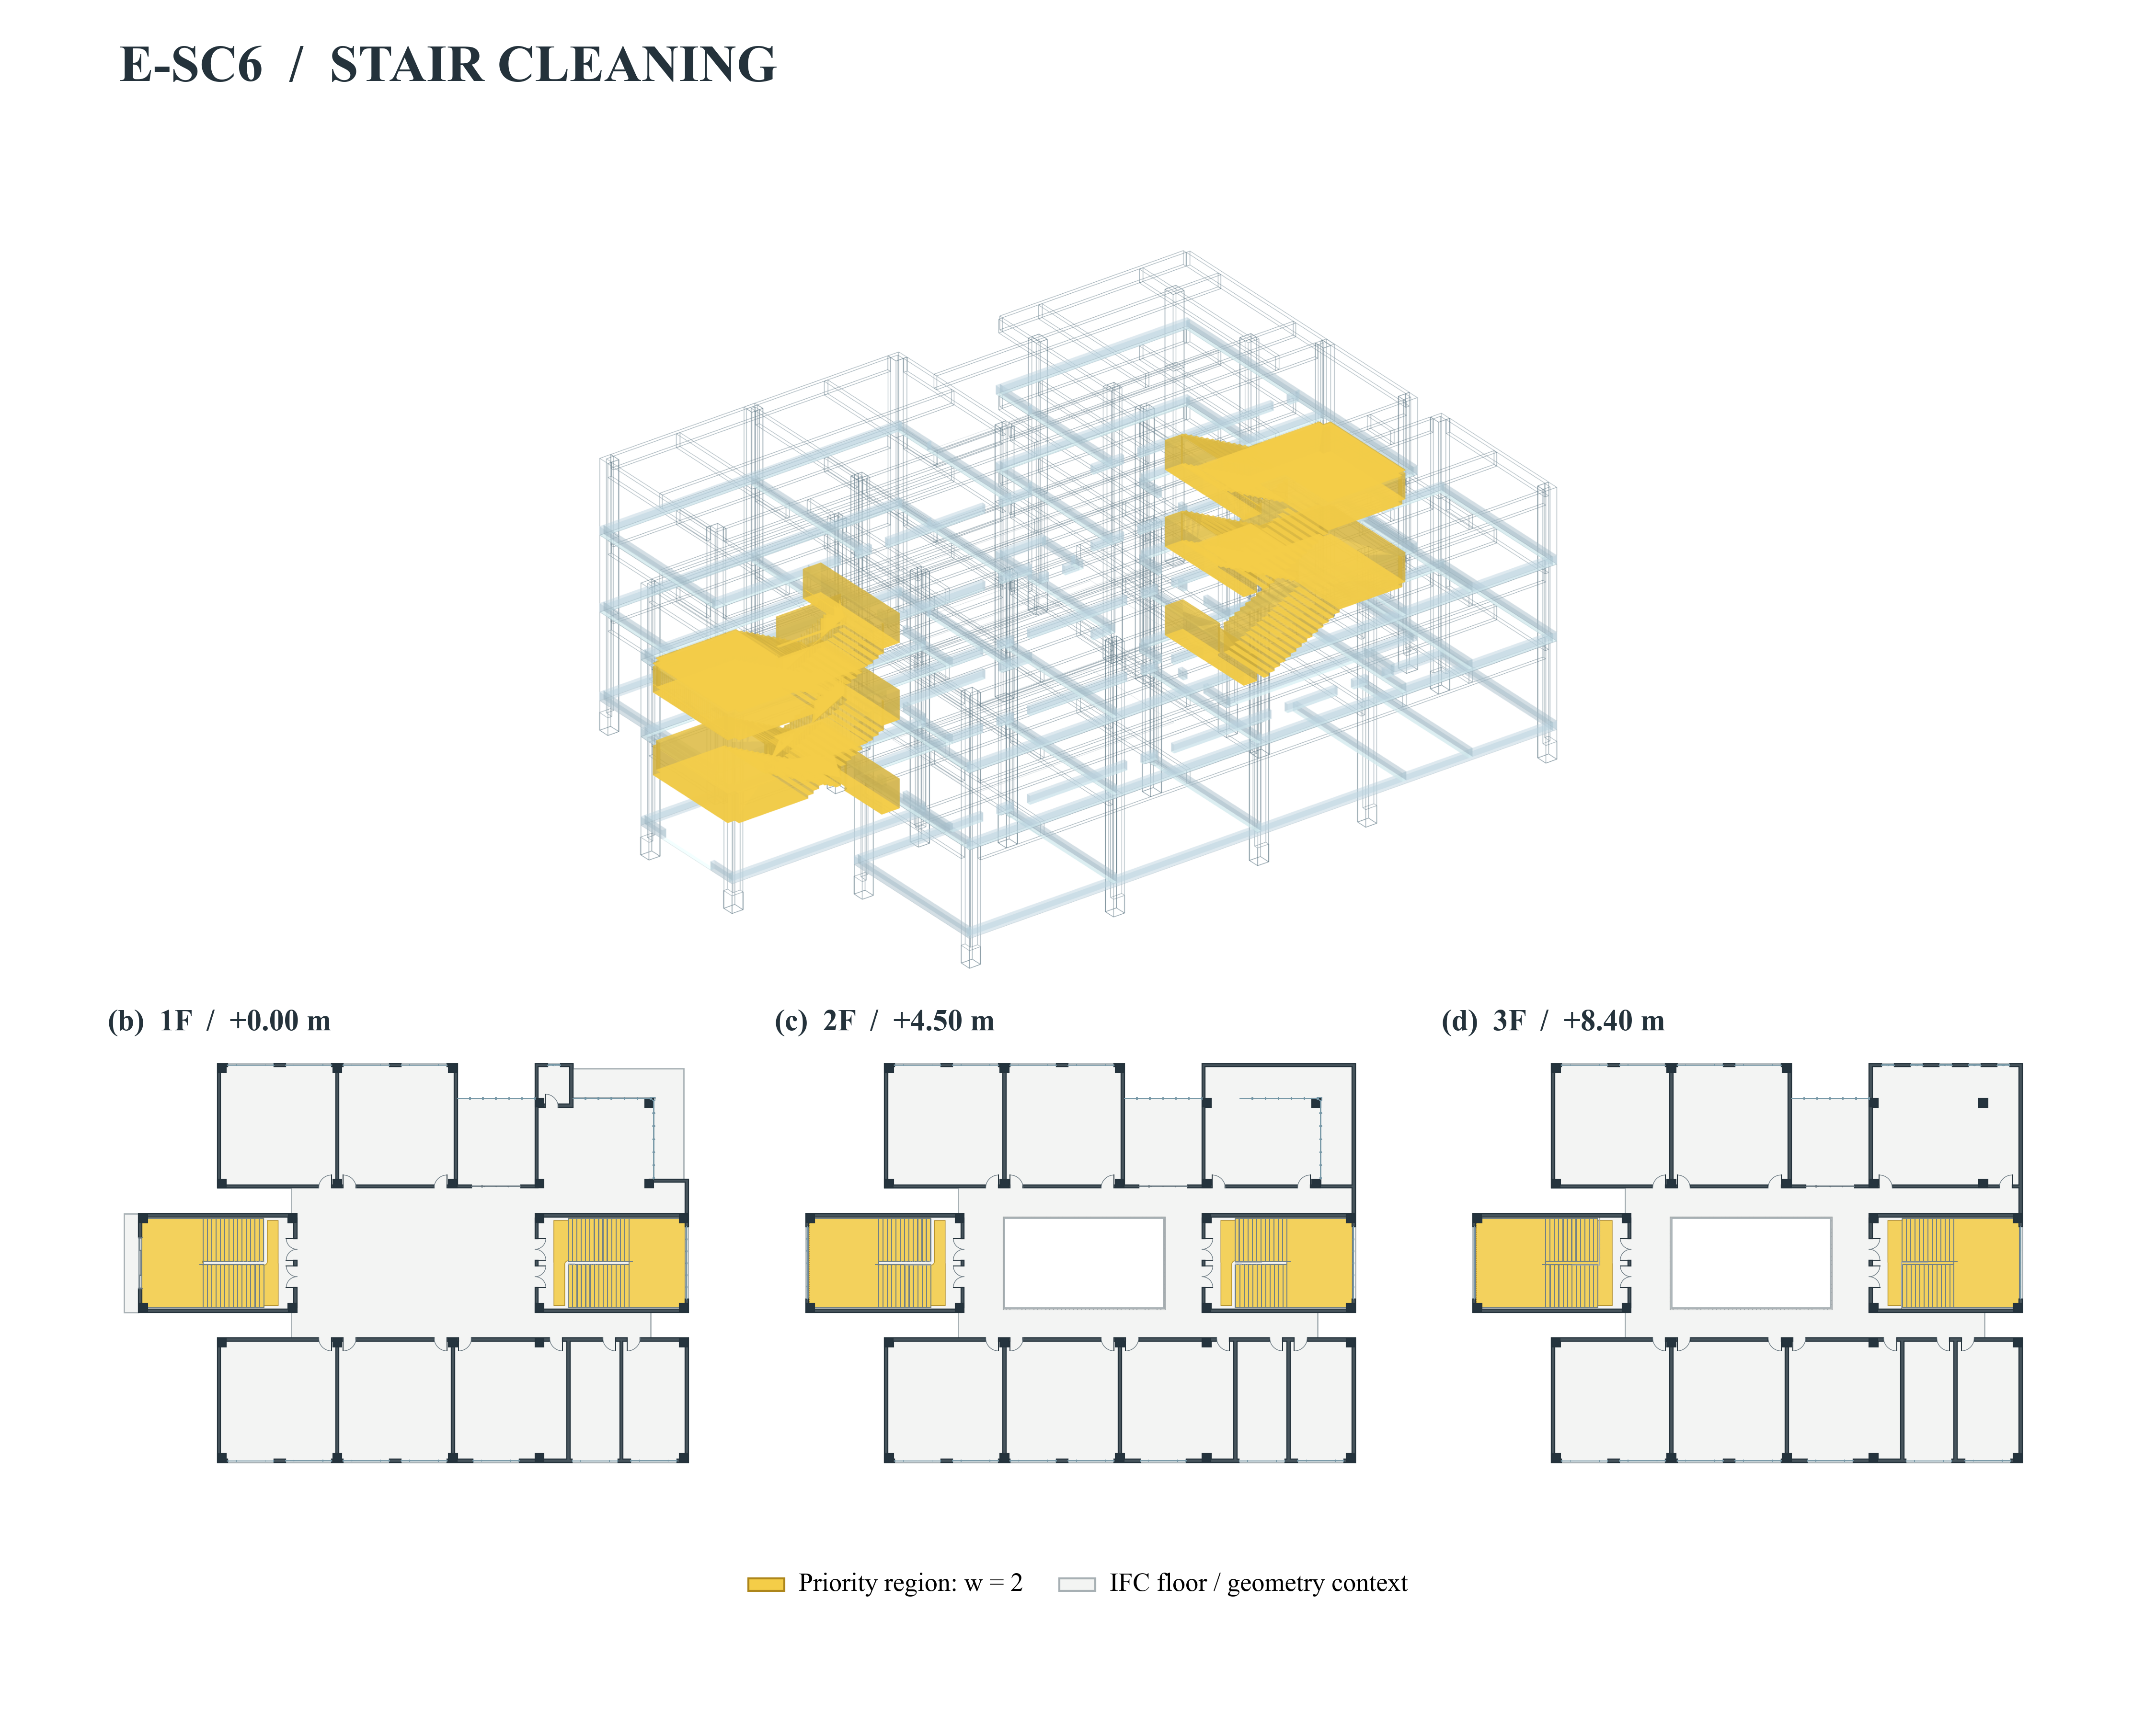 E-SC6 / STAIR CLEANING
(b) 1F / +0.00 m
(c) 2F / +4.50 m
(d) 3F / +8.40 m
Priority region: w = 2
IFC floor / geometry context